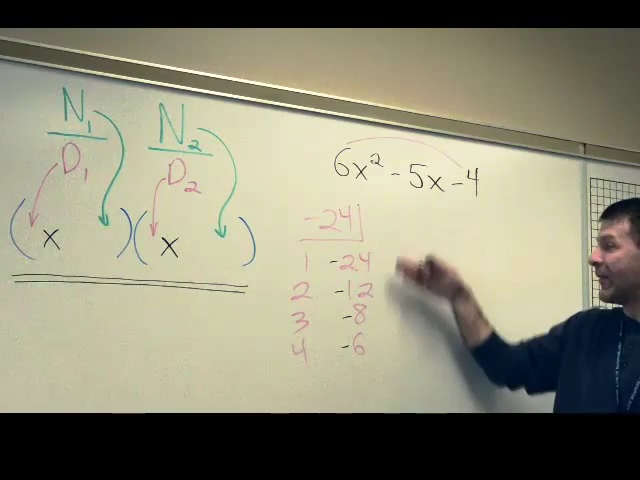 N₁ N₂
D₁ D₂
( x )( x )
6x² - 5x - 4
-24
1 -24
2 -12
3 -8
4 -6